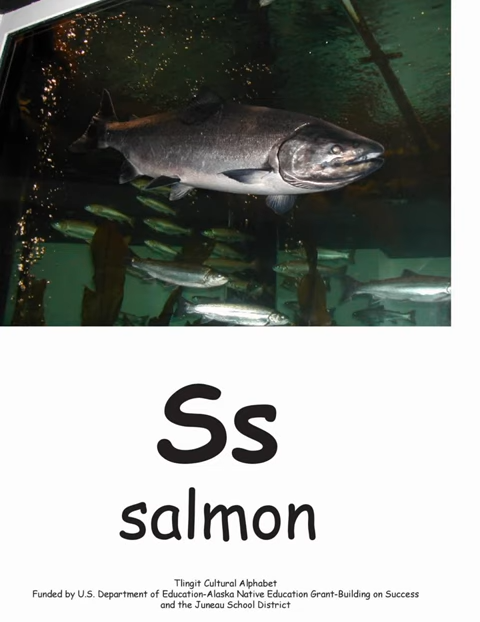 Ss
salmon
Tlingit Cultural Alphabet
Funded by U.S. Department of Education-Alaska Native Education Grant-Building on Success
and the Juneau School District